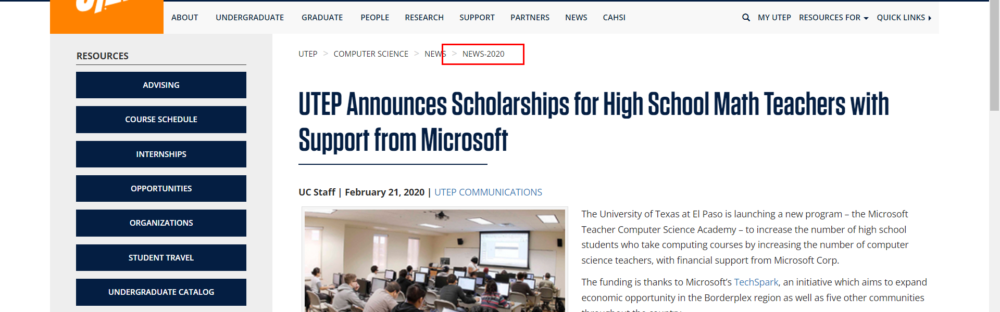 ABOUT UNDERGRADUATE GRADUATE PEOPLE RESEARCH SUPPORT PARTNERS NEWS CAHSI MY UTEP RESOURCES FOR QUICK LINKS
RESOURCES
ADVISING
COURSE SCHEDULE
INTERNSHIPS
OPPORTUNITIES
ORGANIZATIONS
STUDENT TRAVEL
UNDERGRADUATE CATALOG
UTEP > COMPUTER SCIENCE > NEWS > NEWS-2020
UTEP Announces Scholarships for High School Math Teachers with
Support from Microsoft
UC Staff | February 21, 2020 | UTEP COMMUNICATIONS
The University of Texas at El Paso is launching a new program – the Microsoft
Teacher Computer Science Academy – to increase the number of high school
students who take computing courses by increasing the number of computer
science teachers, with financial support from Microsoft Corp.
The funding is thanks to Microsoft’s TechSpark, an initiative which aims to expand
economic opportunity in the Borderplex region as well as five other communities